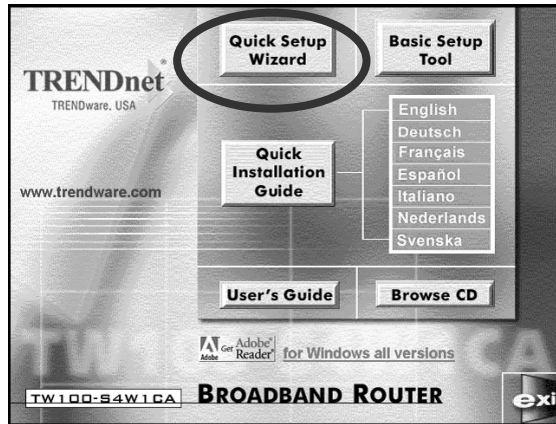 Quick Setup
Wizard
Basic Setup
Tool
TRENDnet
TRENDware, USA
www.trendware.com
Quick
Installation
Guide
English
Deutsch
Français
Español
Italiano
Nederlands
Svenska
User's Guide
Browse CD
Adobe
Get Adobe®
Reader®
for Windows all versions
TW100-S4W1CA
BROADBAND ROUTER
exi